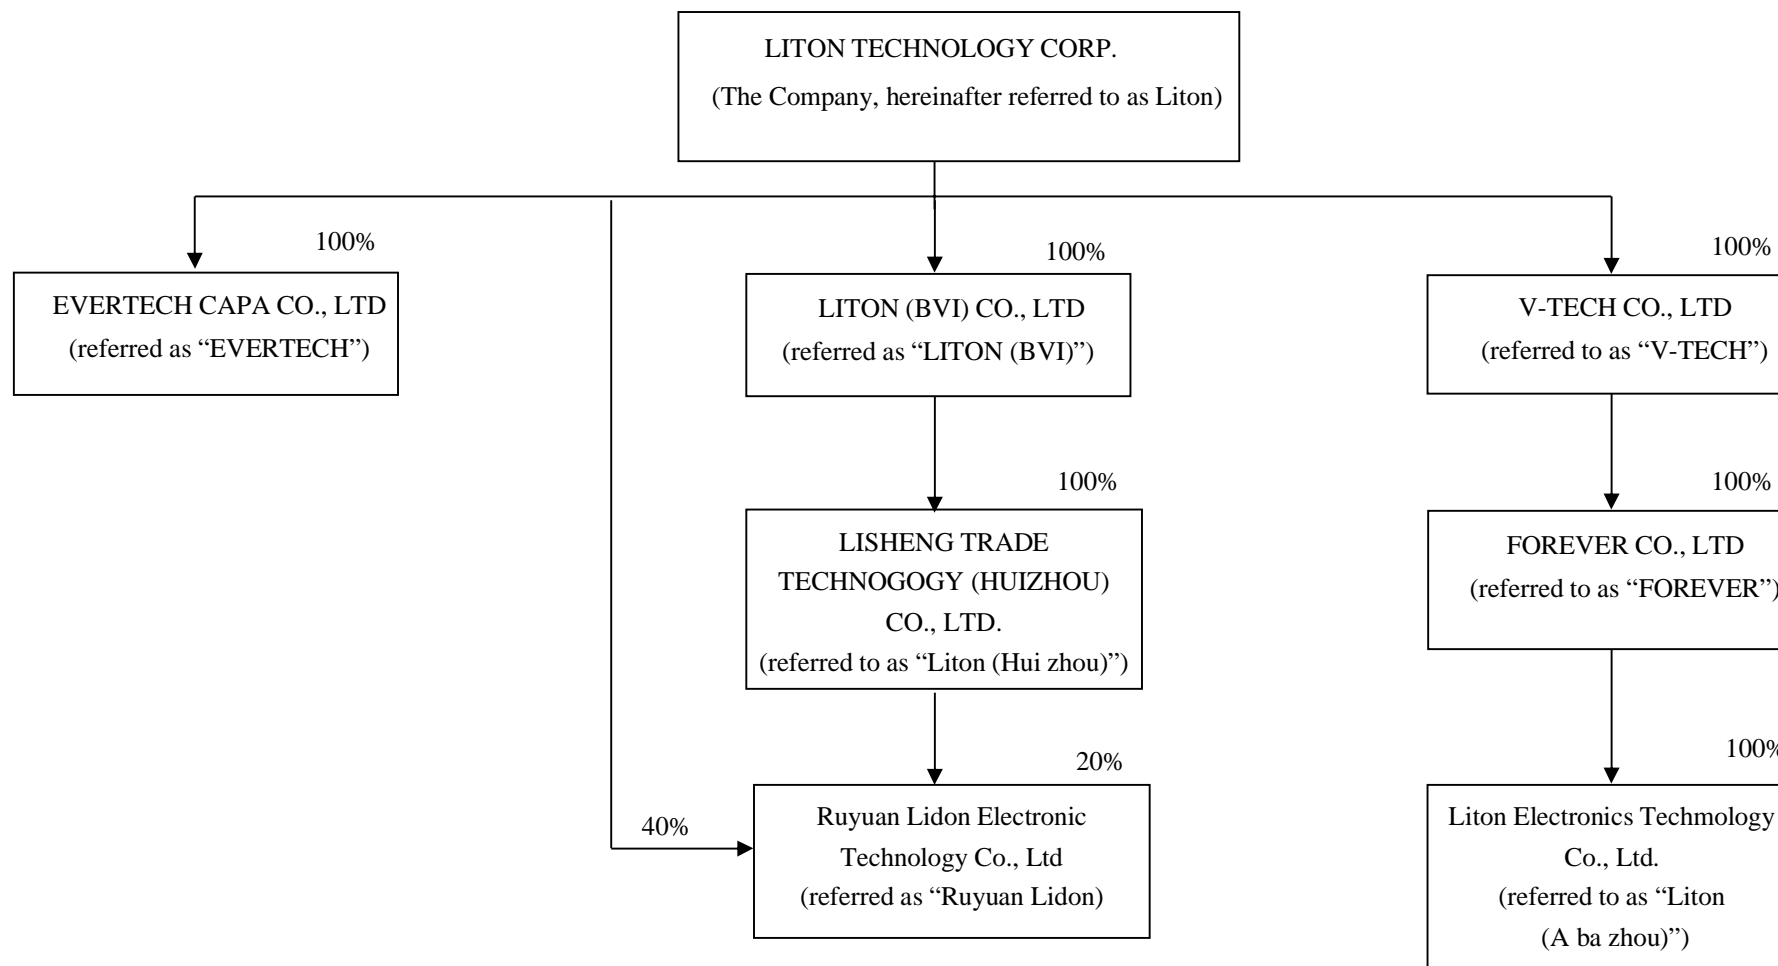 LITON TECHNOLOGY CORP.
(The Company, hereinafter referred to as Liton)
100%
100%
100%
EVERTECH CAPA CO., LTD
(referred as “EVERTECH”)
LITON (BVI) CO., LTD
(referred as “LITON (BVI)”)
V-TECH CO., LTD
(referred to as “V-TECH”)
100%
100%
LISHENG TRADE
TECHNOGOGY (HUIZHOU)
CO., LTD.
(referred to as “Liton (Hui zhou)”)
FOREVER CO., LTD
(referred to as “FOREVER”)
20%
100%
40%
Ruyuan Lidon Electronic
Technology Co., Ltd
(referred as “Ruyuan Lidon)
Liton Electronics Techmology
Co., Ltd.
(referred to as “Liton
(A ba zhou)”)